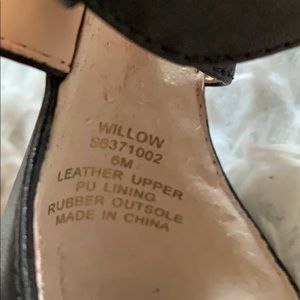 WILLOW
S6371002
6M
LEATHER UPPER
PU LINING
RUBBER OUTSOLE
MADE IN CHINA